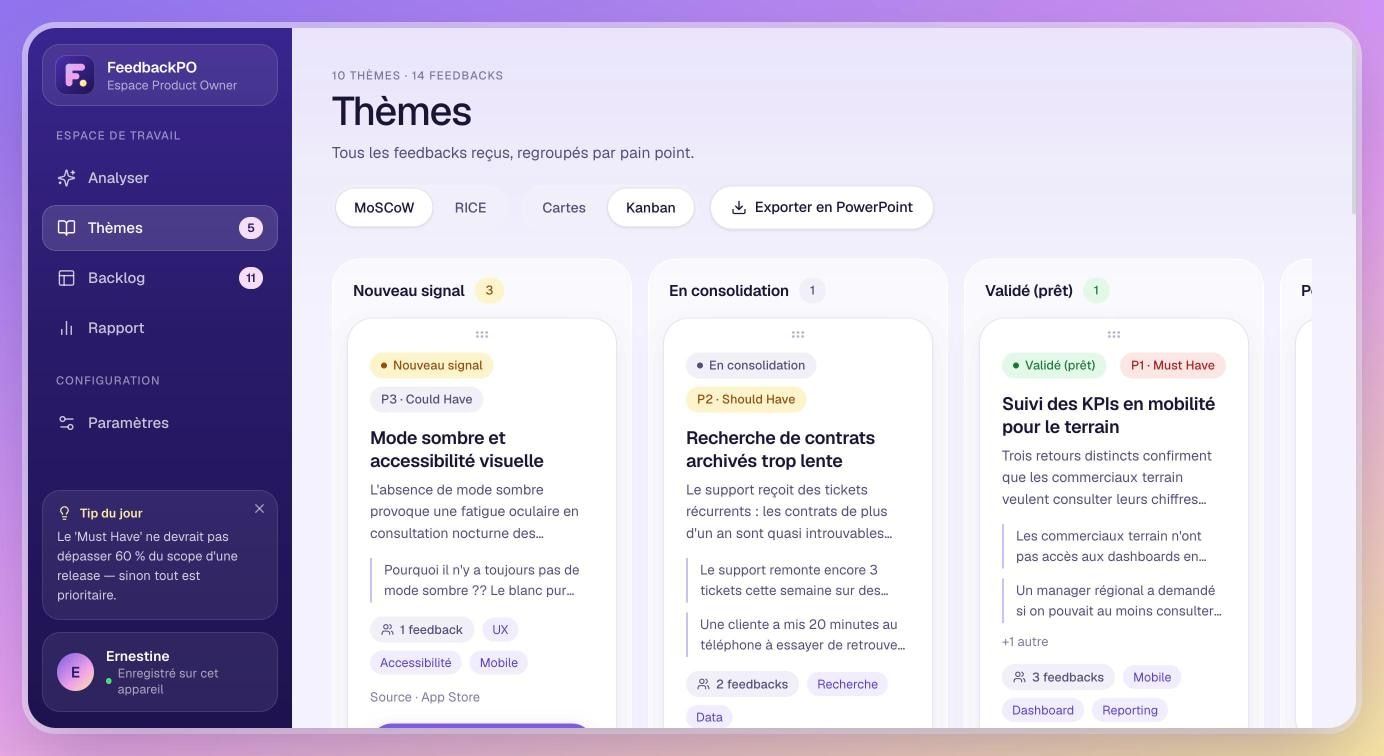 FeedbackPO
Espace Product Owner
ESPACE DE TRAVAIL
Analyser
Thèmes 5
Backlog 11
Rapport
CONFIGURATION
Paramètres
Tip du jour
Le 'Must Have' ne devrait pas
dépasser 60 % du scope d'une
release — sinon tout est
prioritaire.
E
Ernestine
Enregistré sur cet
appareil
10 THÈMES · 14 FEEDBACKS
Thèmes
Tous les feedbacks reçus, regroupés par pain point.
MoSCoW RICE Cartes Kanban Exporter en PowerPoint
Nouveau signal 3
Nouveau signal
P3 · Could Have
Mode sombre et
accessibilité visuelle
L'absence de mode sombre
provoque une fatigue oculaire en
consultation nocturne des...
Pourquoi il n'y a toujours pas de
mode sombre ?? Le blanc pur...
1 feedback UX
Accessibilité Mobile
Source · App Store
En consolidation 1
En consolidation
P2 · Should Have
Recherche de contrats
archivés trop lente
Le support reçoit des tickets
récurrents : les contrats de plus
d'un an sont quasi introuvables...
Le support remonte encore 3
tickets cette semaine sur des...
Une cliente a mis 20 minutes au
téléphone à essayer de retrouve...
2 feedbacks Recherche
Data
Validé (prêt) 1
Validé (prêt) P1 · Must Have
Suivi des KPIs en mobilité
pour le terrain
Trois retours distincts confirment
que les commerciaux terrain
veulent consulter leurs chiffres...
Les commerciaux terrain n'ont
pas accès aux dashboards en...
Un manager régional a demandé
si on pouvait au moins consulter...
+1 autre
3 feedbacks Mobile
Dashboard Reporting